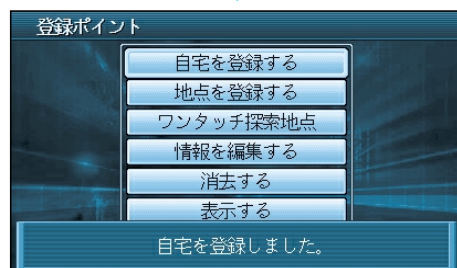 登録ポイント
自宅を登録する
地点を登録する
ワンタッチ探索地点
情報を編集する
消去する
表示する
自宅を登録しました。